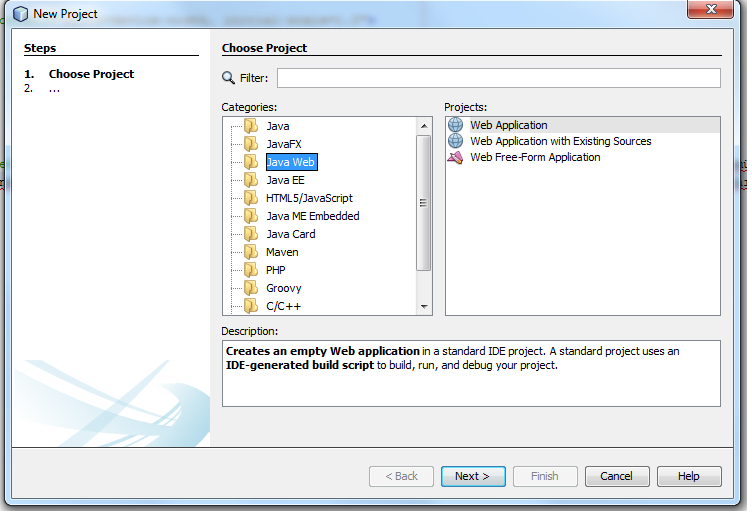 New Project
Steps
1. Choose Project
2. ...
Choose Project
Filter:
Categories:
Java
JavaFX
Java Web
Java EE
HTML5/JavaScript
Java ME Embedded
Java Card
Maven
PHP
Groovy
C/C++
Projects:
Web Application
Web Application with Existing Sources
Web Free-Form Application
Description:
Creates an empty Web application in a standard IDE project. A standard project uses an
IDE-generated build script to build, run, and debug your project.
< Back
Next >
Finish
Cancel
Help